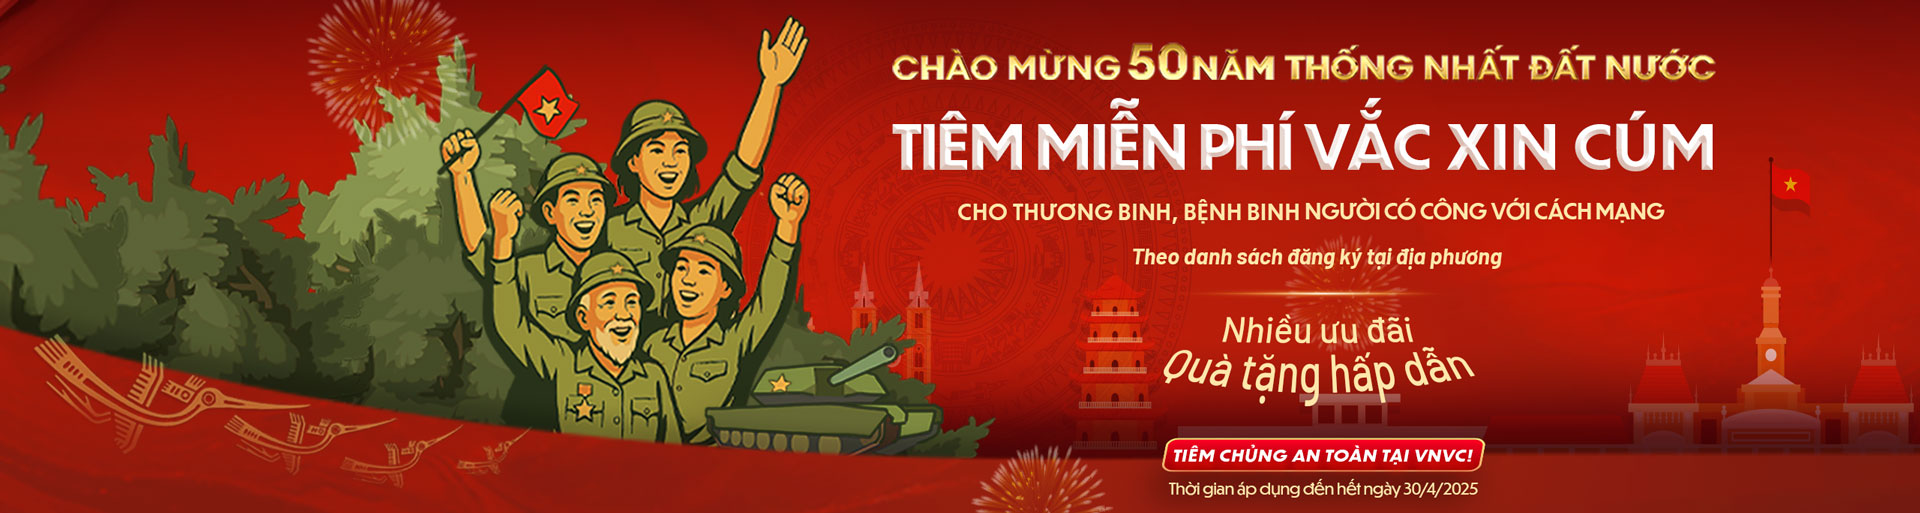 CHÀO MỪNG 50 NĂM THỐNG NHẤT ĐẤT NƯỚC
TIÊM MIỄN PHÍ VẮC XIN CÚM
CHO THƯƠNG BINH, BỆNH BINH NGƯỜI CÓ CÔNG VỚI CÁCH MẠNG
Theo danh sách đăng ký tại địa phương
Nhiều ưu đãi
Quà tặng hấp dẫn
TIÊM CHỦNG AN TOÀN TẠI VNVC!
Thời gian áp dụng đến hết ngày 30/4/2025